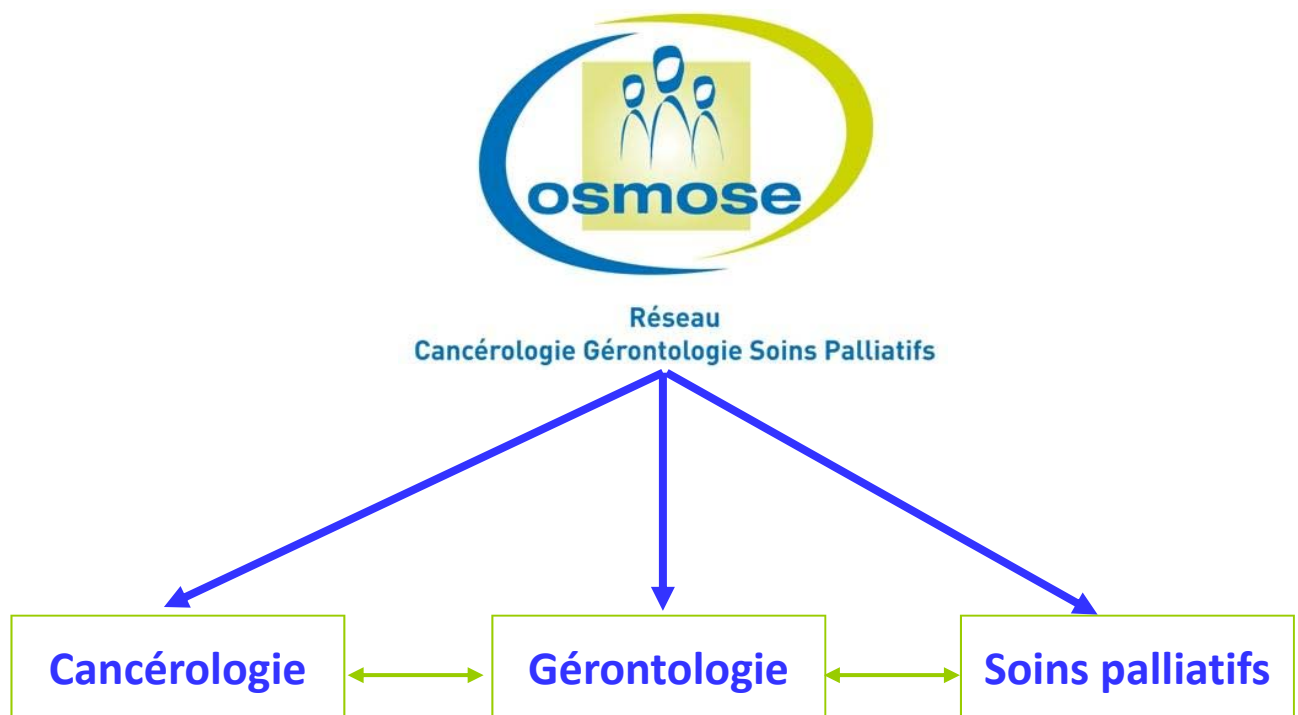 osmose
Réseau
Cancérologie Gérontologie Soins Palliatifs
Cancérologie
Gérontologie
Soins palliatifs